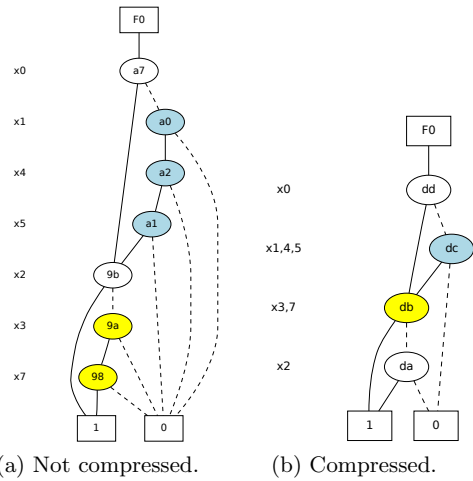 F0
x0
a7
x1
a0
x4
a2
x5
a1
x2
9b
x3
9a
x7
98
1
0
(a) Not compressed.
F0
x0
dd
x1,4,5
dc
x3,7
db
x2
da
1
0
(b) Compressed.